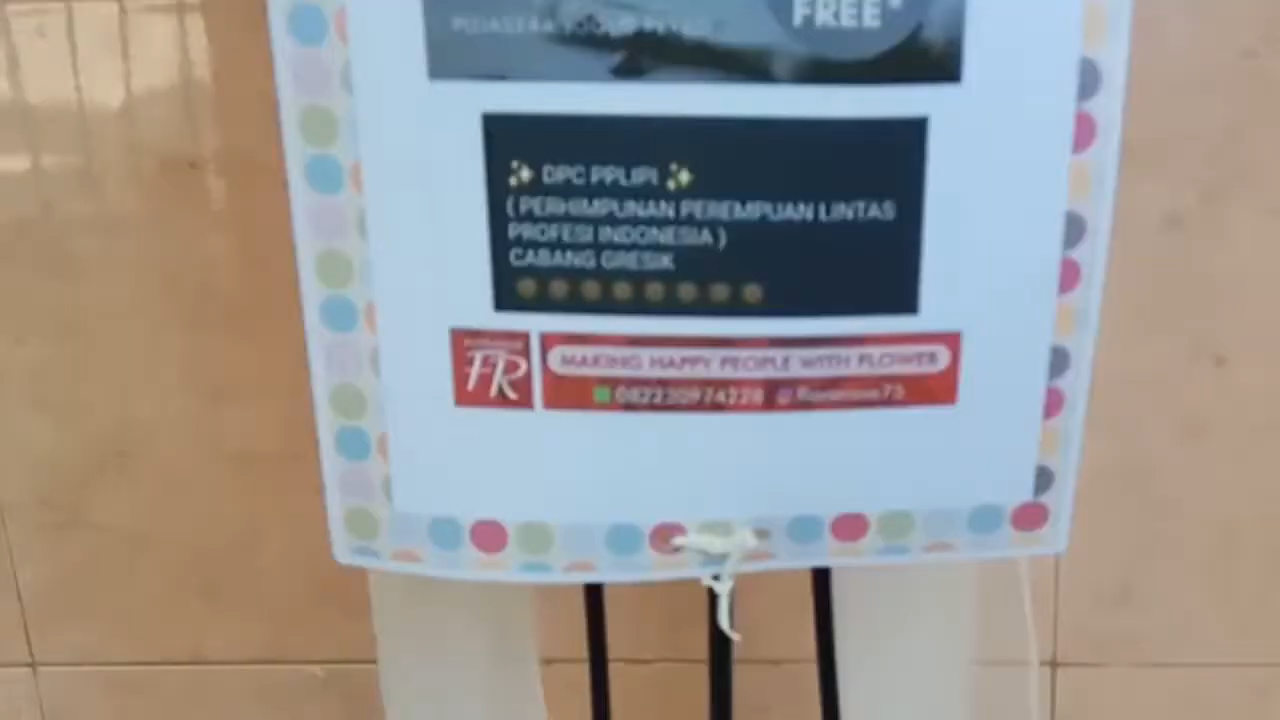 FREE*
DPC PPLIPI
( PERHIMPUNAN PEREMPUAN LINTAS
PROFESI INDONESIA )
CABANG GRESIK
FR
MAKING HAPPY PEOPLE WITH FLOWER